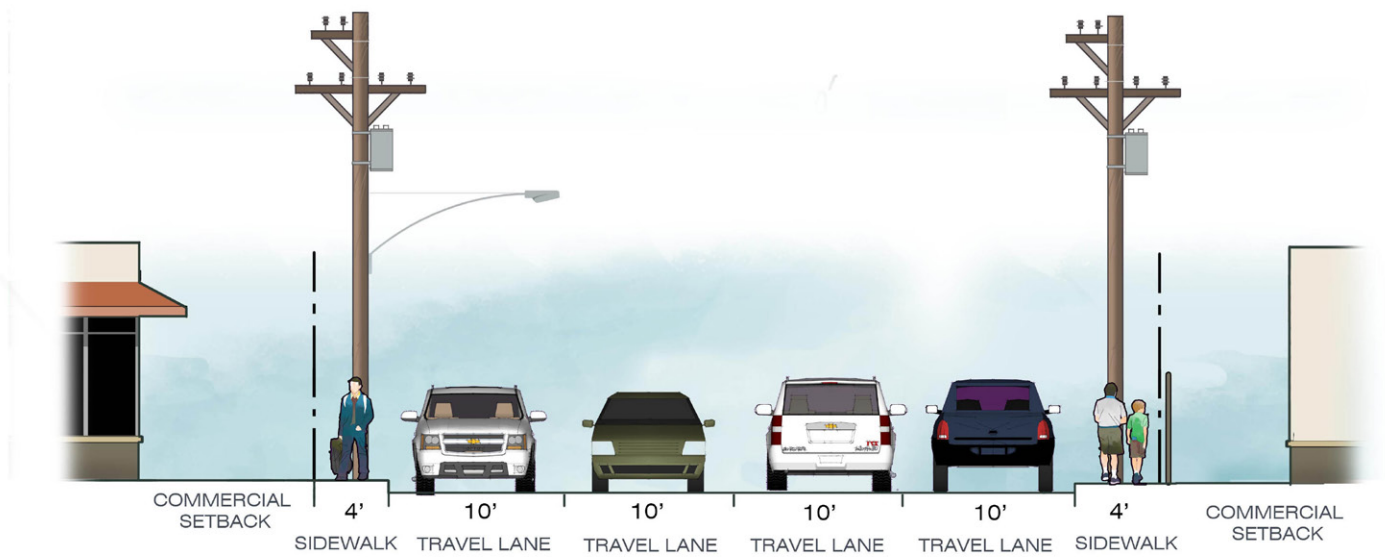 COMMERCIAL
SETBACK
4'
SIDEWALK
10'
TRAVEL LANE
10'
TRAVEL LANE
10'
TRAVEL LANE
10'
TRAVEL LANE
4'
SIDEWALK
COMMERCIAL
SETBACK